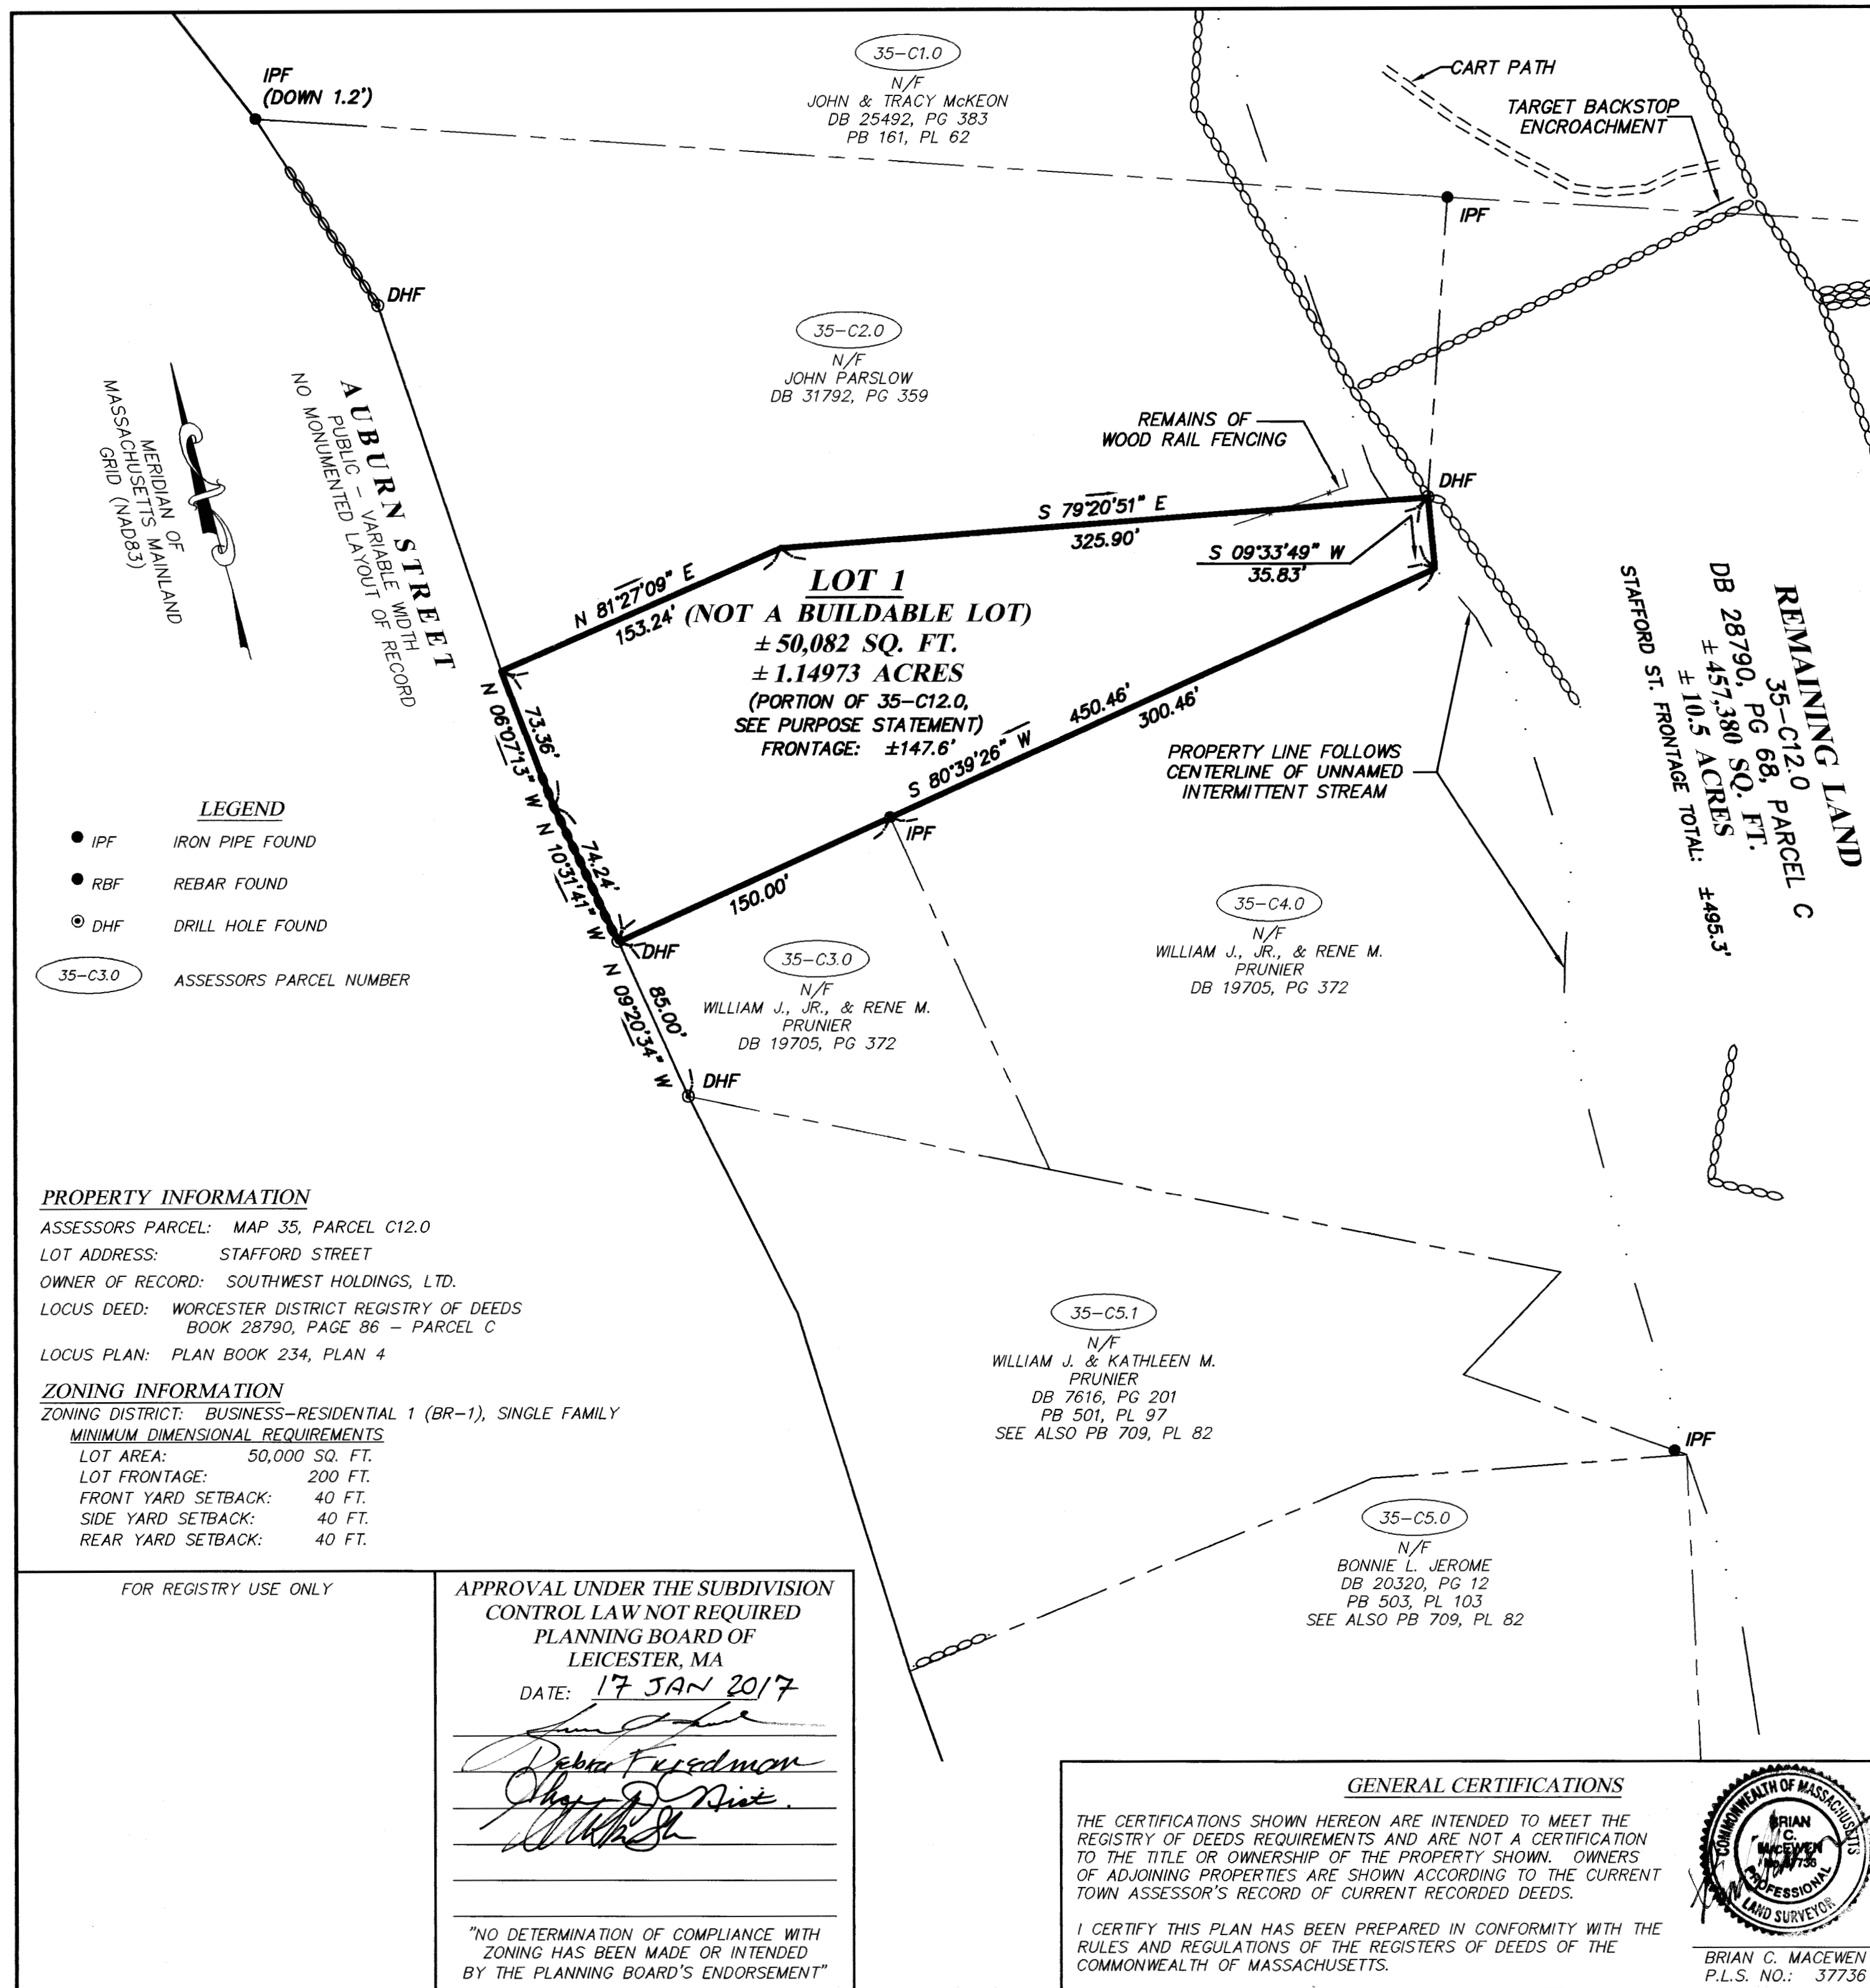 IPF
(DOWN 1.2')
35-C1.0
N/F
JOHN & TRACY McKEON
DB 25492, PG 383
PB 161, PL 62
CART PATH
TARGET BACKSTOP
ENCROACHMENT
IPF
DHF
35-C2.0
N/F
JOHN PARSLOW
DB 31792, PG 359
REMAINS OF
WOOD RAIL FENCING
DHF
MERIDIAN OF
MASSACHUSETTS MAINLAND
GRID (NAD83)
AUBURN STREET
PUBLIC - VARIABLE WIDTH
NO MONUMENTED LAYOUT OF RECORD
S 79°20'51" E
325.90'
S 09°33'49" W
35.83'
N 81°27'09" E
153.24'
LOT 1
(NOT A BUILDABLE LOT)
±50,082 SQ. FT.
±1.14973 ACRES
(PORTION OF 35-C12.0,
SEE PURPOSE STATEMENT)
FRONTAGE: ±147.6'
73.36'
N 06°07'13" W
74.24'
N 10°31'41" W
S 80°39'26" W
450.46'
300.46'
150.00'
IPF
DHF
PROPERTY LINE FOLLOWS
CENTERLINE OF UNNAMED
INTERMITTENT STREAM
REMAINING LAND
35-C12.0
DB 28790, PG 68, PARCEL C
±457,380 SQ. FT.
±10.5 ACRES
STAFFORD ST. FRONTAGE TOTAL: ±495.3'
LEGEND
IPF IRON PIPE FOUND
RBF REBAR FOUND
DHF DRILL HOLE FOUND
35-C3.0 ASSESSORS PARCEL NUMBER
85.00'
N 09°20'34" W
DHF
35-C3.0
N/F
WILLIAM J., JR., & RENE M.
PRUNIER
DB 19705, PG 372
35-C4.0
N/F
WILLIAM J., JR., & RENE M.
PRUNIER
DB 19705, PG 372
PROPERTY INFORMATION
ASSESSORS PARCEL: MAP 35, PARCEL C12.0
LOT ADDRESS: STAFFORD STREET
OWNER OF RECORD: SOUTHWEST HOLDINGS, LTD.
LOCUS DEED: WORCESTER DISTRICT REGISTRY OF DEEDS
BOOK 28790, PAGE 86 - PARCEL C
LOCUS PLAN: PLAN BOOK 234, PLAN 4
ZONING INFORMATION
ZONING DISTRICT: BUSINESS-RESIDENTIAL 1 (BR-1), SINGLE FAMILY
MINIMUM DIMENSIONAL REQUIREMENTS
LOT AREA: 50,000 SQ. FT.
LOT FRONTAGE: 200 FT.
FRONT YARD SETBACK: 40 FT.
SIDE YARD SETBACK: 40 FT.
REAR YARD SETBACK: 40 FT.
35-C5.1
N/F
WILLIAM J. & KATHLEEN M.
PRUNIER
DB 7616, PG 201
PB 501, PL 97
SEE ALSO PB 709, PL 82
IPF
35-C5.0
N/F
BONNIE L. JEROME
DB 20320, PG 12
PB 503, PL 103
SEE ALSO PB 709, PL 82
FOR REGISTRY USE ONLY
APPROVAL UNDER THE SUBDIVISION
CONTROL LAW NOT REQUIRED
PLANNING BOARD OF
LEICESTER, MA
DATE: 17 JAN 2017
Debra Friedman
"NO DETERMINATION OF COMPLIANCE WITH
ZONING HAS BEEN MADE OR INTENDED
BY THE PLANNING BOARD'S ENDORSEMENT"
GENERAL CERTIFICATIONS
THE CERTIFICATIONS SHOWN HEREON ARE INTENDED TO MEET THE
REGISTRY OF DEEDS REQUIREMENTS AND ARE NOT A CERTIFICATION
TO THE TITLE OR OWNERSHIP OF THE PROPERTY SHOWN. OWNERS
OF ADJOINING PROPERTIES ARE SHOWN ACCORDING TO THE CURRENT
TOWN ASSESSOR'S RECORD OF CURRENT RECORDED DEEDS.
I CERTIFY THIS PLAN HAS BEEN PREPARED IN CONFORMITY WITH THE
RULES AND REGULATIONS OF THE REGISTERS OF DEEDS OF THE
COMMONWEALTH OF MASSACHUSETTS.
COMMONWEALTH OF MASSACHUSETTS
BRIAN
C.
MACEWEN
No. 37736
PROFESSIONAL
LAND SURVEYOR
BRIAN C. MACEWEN
P.L.S. NO.: 37736